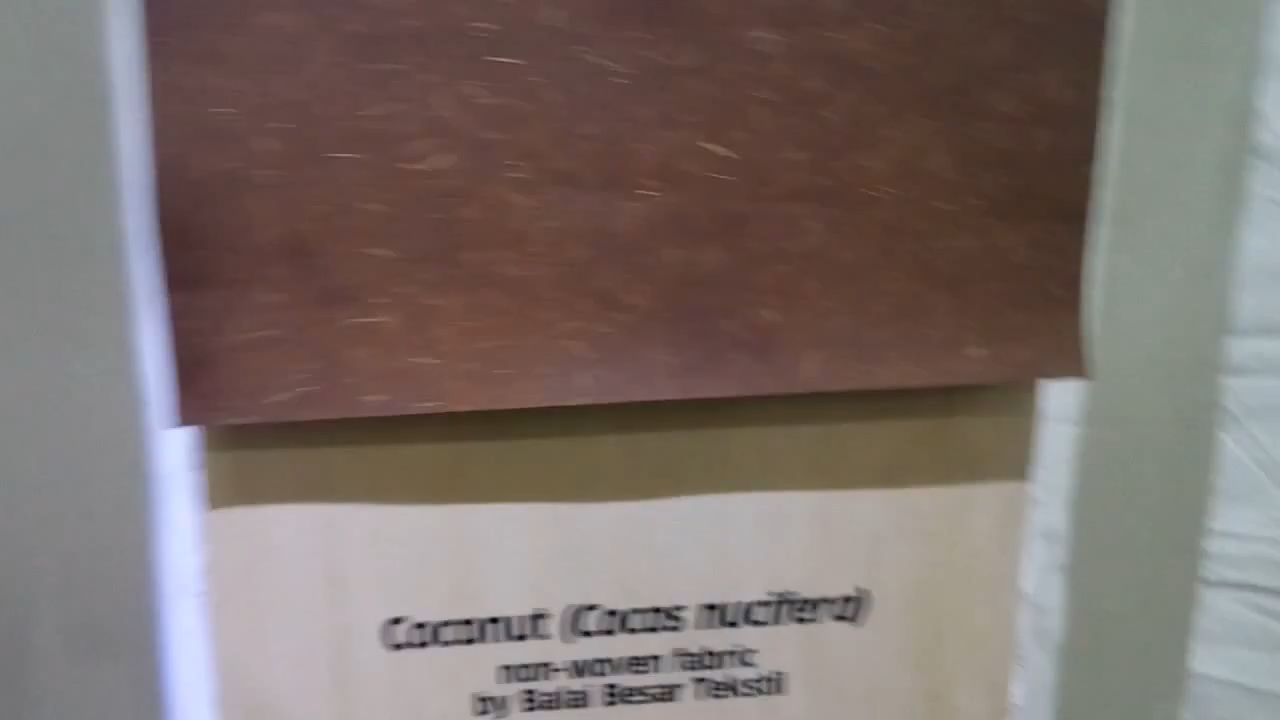 Coconut (Cocos nucifera)
non-woven fabric
by Balai Besar Tekstil